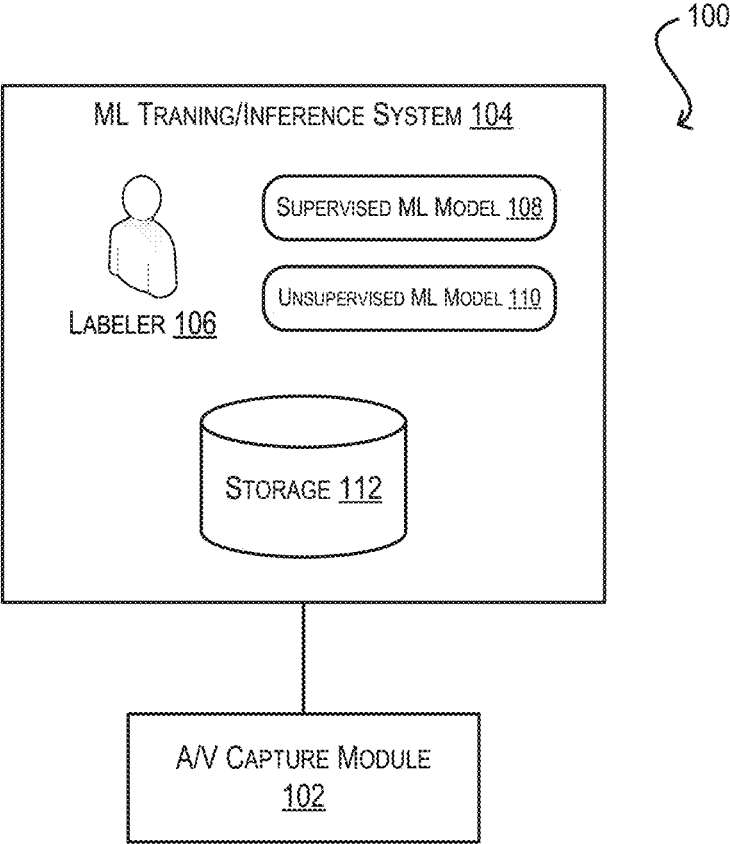 100
ML TRANING/INFERENCE SYSTEM 104
SUPERVISED ML MODEL 108
UNSUPERVISED ML MODEL 110
LABELER 106
STORAGE 112
A/V CAPTURE MODULE
102